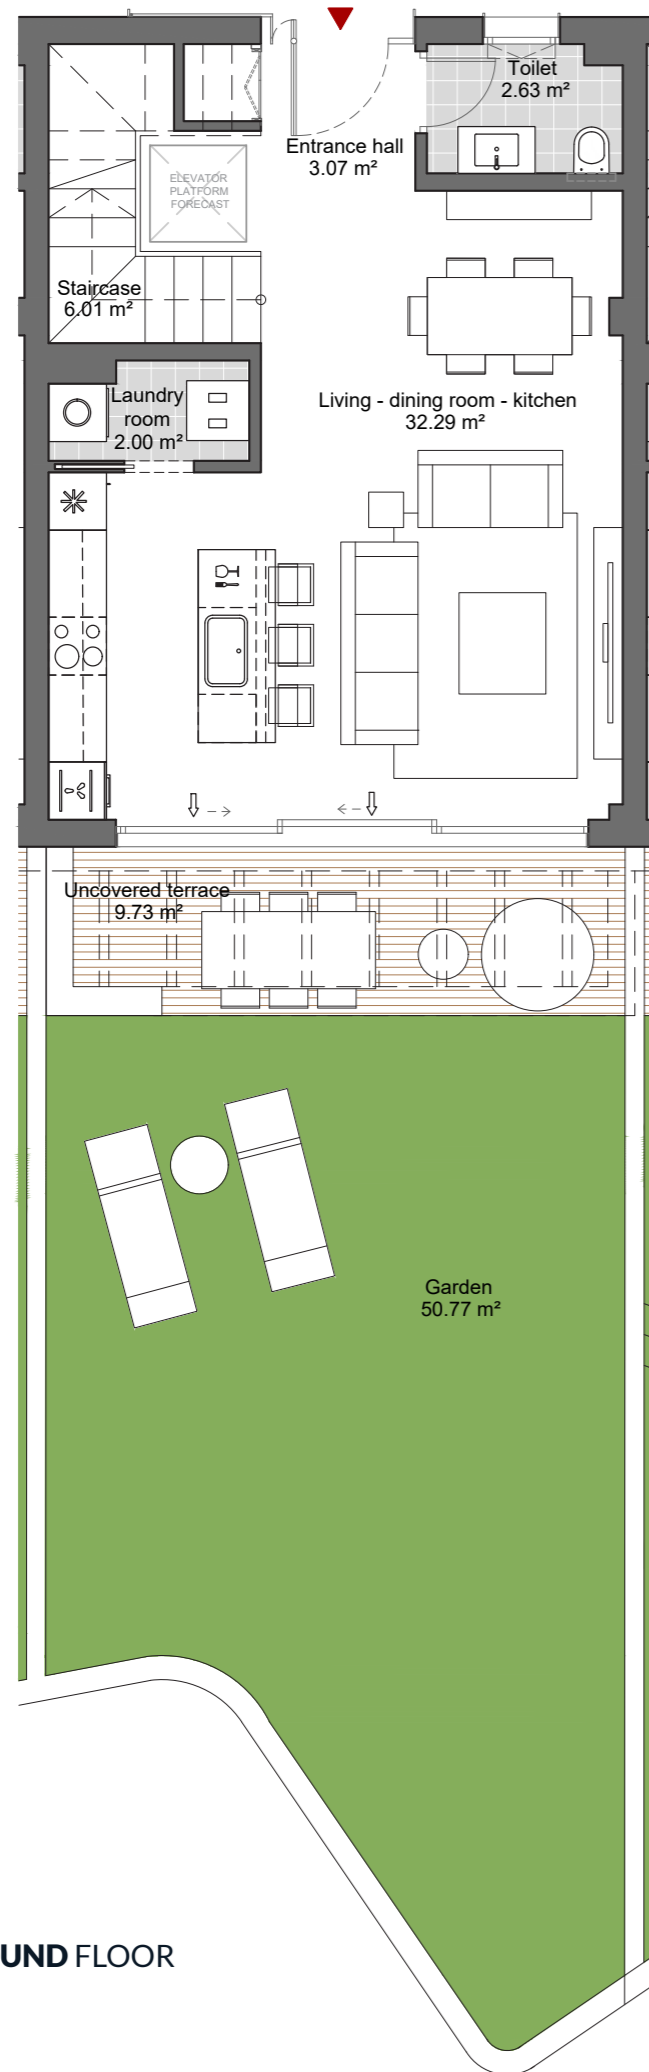 Toilet
2.63 m²
Entrance hall
3.07 m²
ELEVATOR
PLATFORM
FORECAST
Staircase
6.01 m²
Laundry
room
2.00 m²
Living - dining room - kitchen
32.29 m²
Uncovered terrace
9.73 m²
Garden
50.77 m²
UND FLOOR